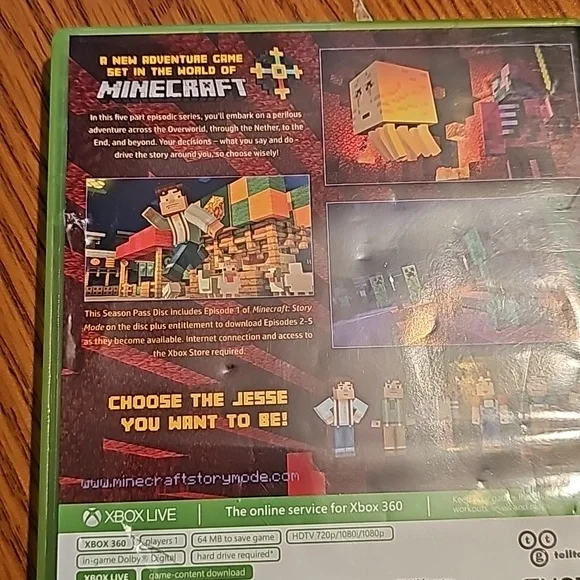 A NEW ADVENTURE GAME
SET IN THE WORLD OF
MINECRAFT
In this five part episodic series, you'll embark on a perilous
adventure across the Overworld, through the Nether, to the
End, and beyond. Your decisions – what you say and do –
drive the story around you, so choose wisely!
This Season Pass Disc includes Episode 1 of Minecraft: Story
Mode on the disc plus entitlement to download Episodes 2-5
as they become available. Internet connection and access to
the Xbox Store required.
CHOOSE THE JESSE
YOU WANT TO BE!
www.minecraftstorymode.com
XBOX LIVE
The online service for Xbox 360
XBOX 360
players 1
64 MB to save game
HDTV 720p/1080i/1080p
in-game Dolby® Digital
hard drive required*
XBOX LIVE
game-content download
ttg